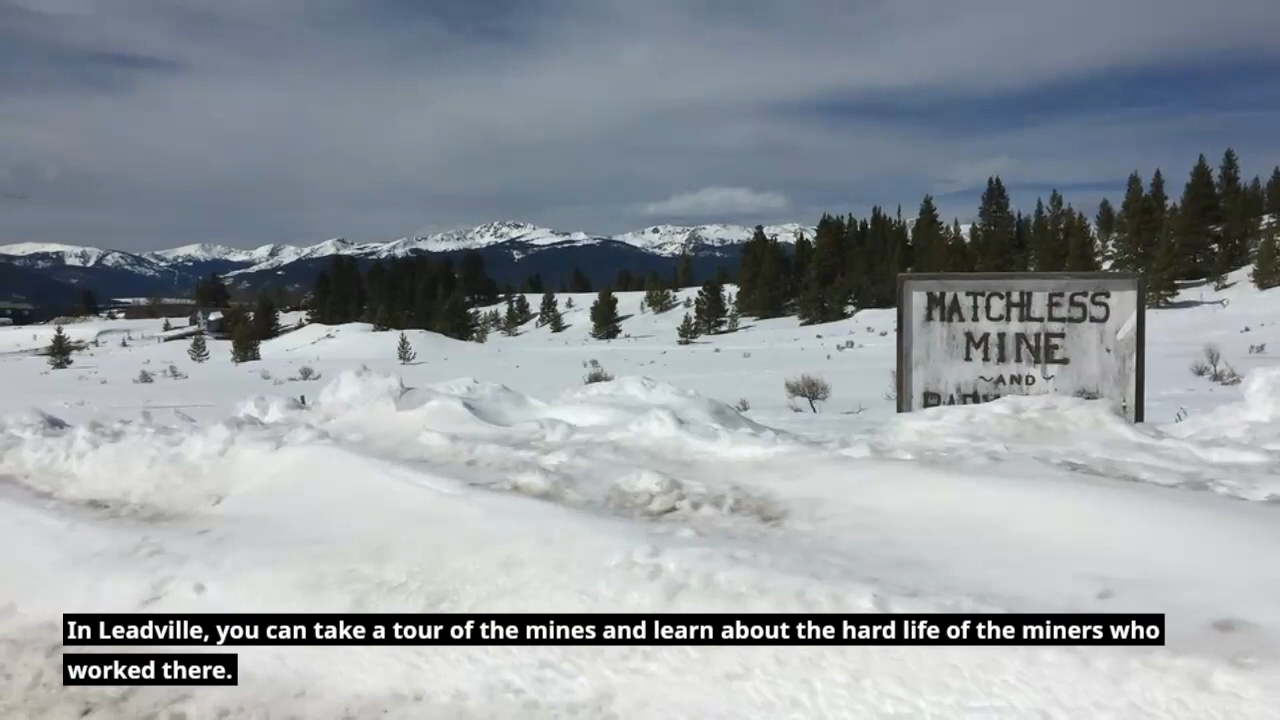 MATCHLESS
MINE
~AND~
In Leadville, you can take a tour of the mines and learn about the hard life of the miners who
worked there.